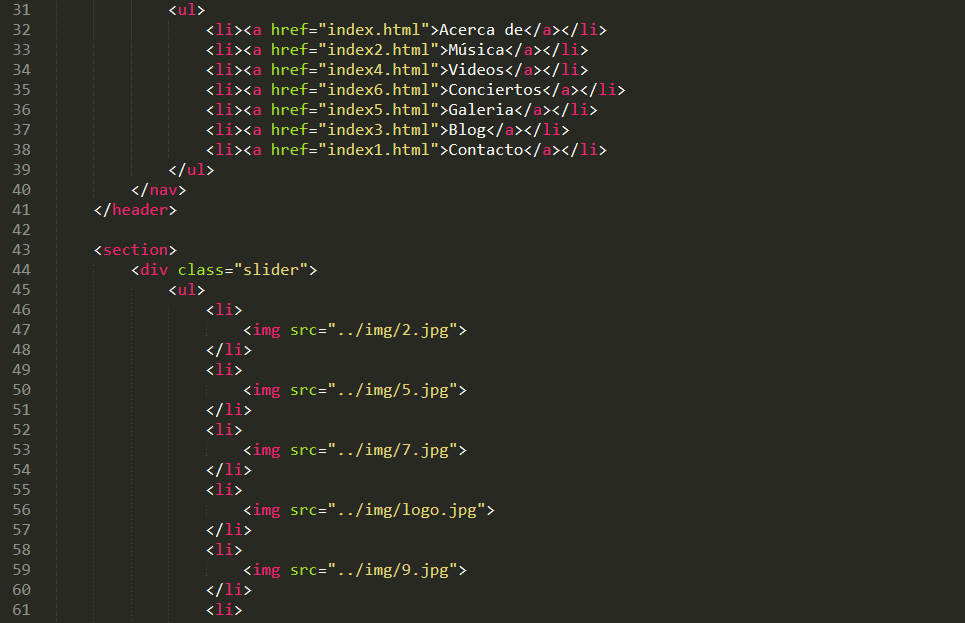 31 <ul>
32 <li><a href="index.html">Acerca de</a></li>
33 <li><a href="index2.html">Música</a></li>
34 <li><a href="index4.html">Videos</a></li>
35 <li><a href="index6.html">Conciertos</a></li>
36 <li><a href="index5.html">Galeria</a></li>
37 <li><a href="index3.html">Blog</a></li>
38 <li><a href="index1.html">Contacto</a></li>
39 </ul>
40 </nav>
41 </header>
42
43 <section>
44 <div class="slider">
45 <ul>
46 <li>
47 <img src="../img/2.jpg">
48 </li>
49 <li>
50 <img src="../img/5.jpg">
51 </li>
52 <li>
53 <img src="../img/7.jpg">
54 </li>
55 <li>
56 <img src="../img/logo.jpg">
57 </li>
58 <li>
59 <img src="../img/9.jpg">
60 </li>
61 <li>